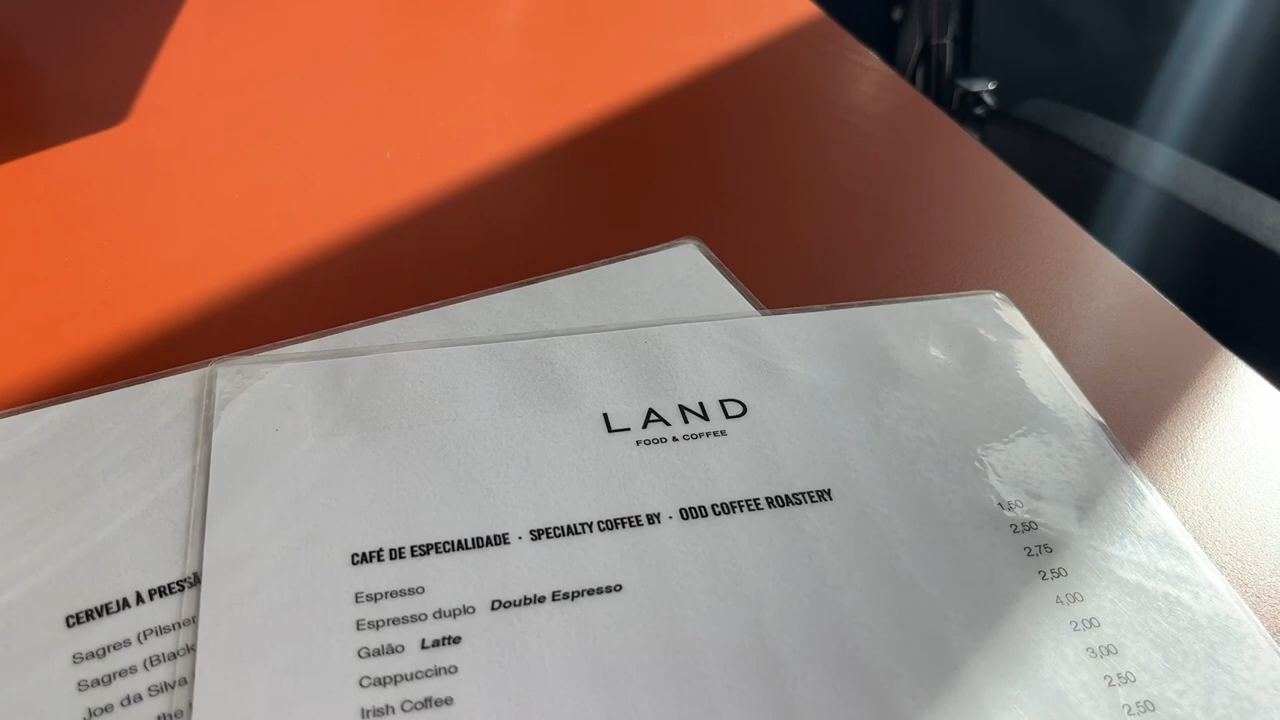 LAND
FOOD & COFFEE
CAFÉ DE ESPECIALIDADE · SPECIALTY COFFEE BY · ODD COFFEE ROASTERY
Espresso 1,50
Espresso duplo Double Espresso 2,50
Galão Latte 2,75
Cappuccino 2,50
Irish Coffee 4,00
2,00
3,00
2,50
2,50
CERVEJA À PRESSÃ
Sagres (Pilsner
Sagres (Black
Joe da Silva
the